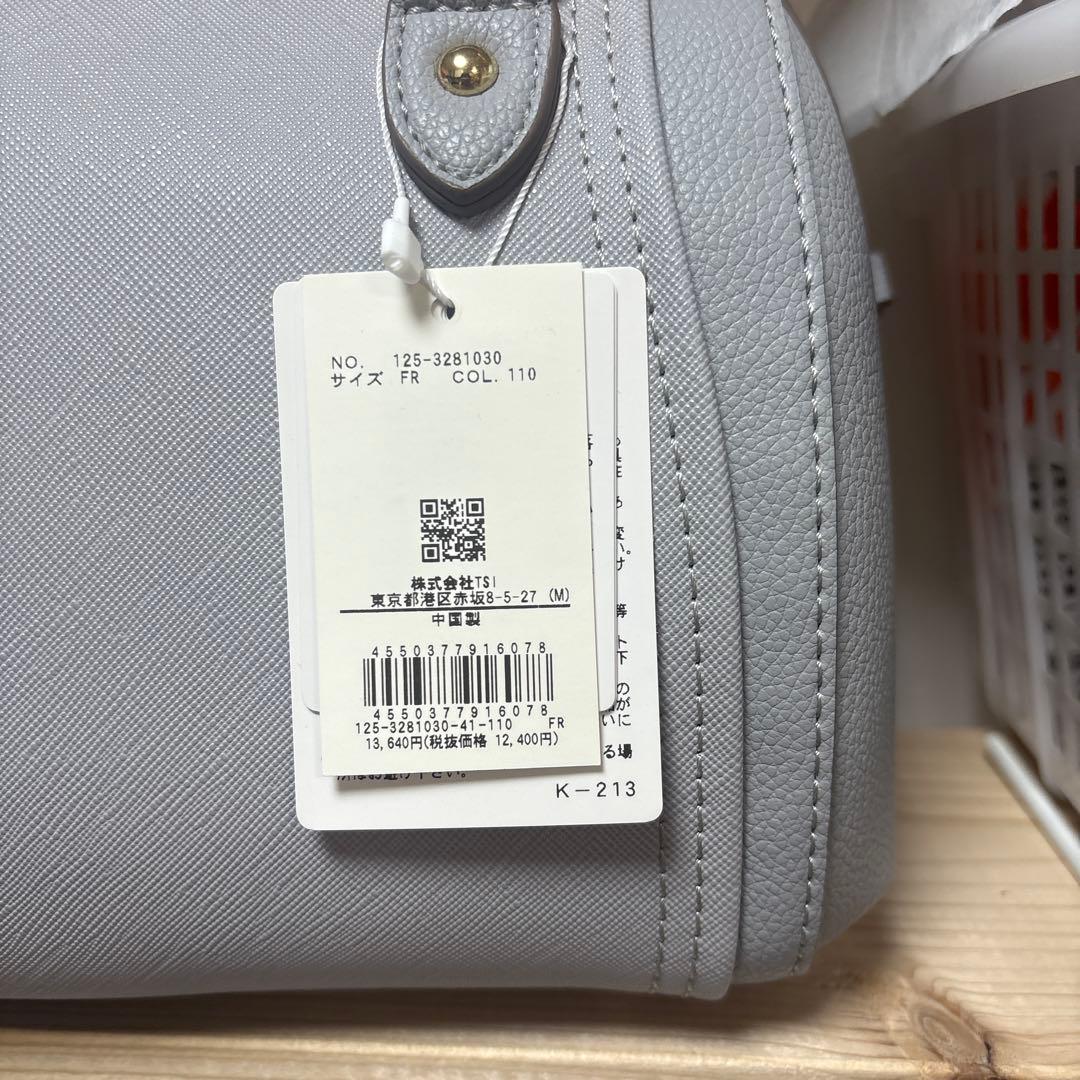 NO. 125-3281030
サイズ FR COL. 110
株式会社TSI
東京都港区赤坂8-5-27 (M)
中国製
4550377916078
4550377916078
125-3281030-41-110 FR
13,640円(税抜価格 12,400円)
る場
K-213